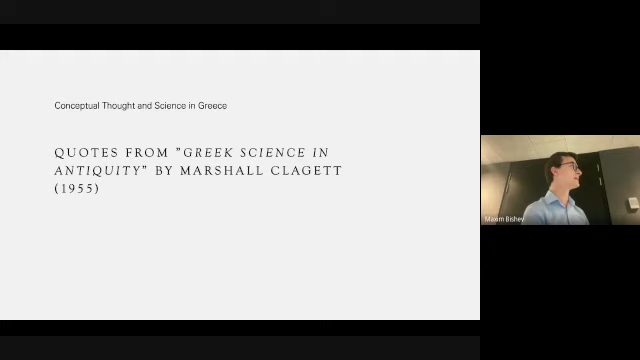 Conceptual Thought and Science in Greece
QUOTES FROM "GREEK SCIENCE IN
ANTIQUITY" BY MARSHALL CLAGETT
(1955)
Maxim Bishev